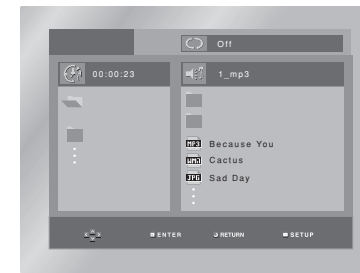 Off
00:00:23
1_mp3
MP3 Because You
WMA Cactus
JPG Sad Day
ENTER RETURN SETUP